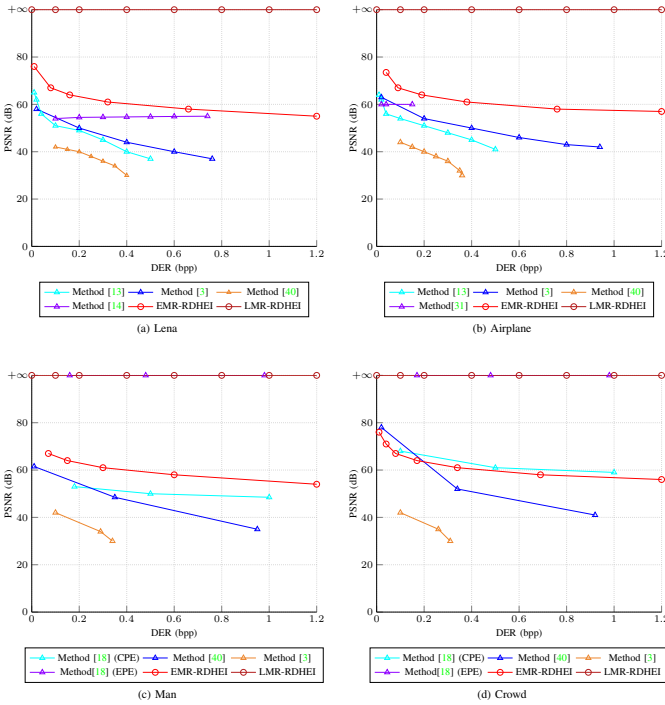 +∞
80
60
40
20
0
PSNR (dB)
0 0.2 0.4 0.6 0.8 1 1.2
DER (bpp)
Method [13] Method [3] Method [40]
Method [14] EMR-RDHEI LMR-RDHEI
(a) Lena
+∞
80
60
40
20
0
PSNR (dB)
0 0.2 0.4 0.6 0.8 1 1.2
DER (bpp)
Method [13] Method [3] Method [40]
Method[31] EMR-RDHEI LMR-RDHEI
(b) Airplane
+∞
80
60
40
20
0
PSNR (dB)
0 0.2 0.4 0.6 0.8 1 1.2
DER (bpp)
Method [18] (CPE) Method [40] Method [3]
Method[18] (EPE) EMR-RDHEI LMR-RDHEI
(c) Man
+∞
80
60
40
20
0
PSNR (dB)
0 0.2 0.4 0.6 0.8 1 1.2
DER (bpp)
Method [18] (CPE) Method [40] Method [3]
Method[18] (EPE) EMR-RDHEI LMR-RDHEI
(d) Crowd